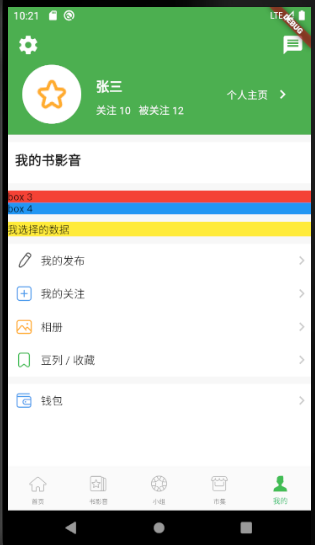 10:21 LTE
DEBUG
张三
关注 10 被关注 12
个人主页
我的书影音
box 3
box 4
我选择的数据
我的发布
我的关注
相册
豆列 / 收藏
钱包
首页 书影音 小组 市集 我的